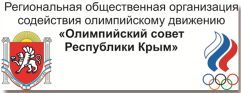 Региональная общественная организация
содействия олимпийскому движению
«Олимпийский совет
Республики Крым»